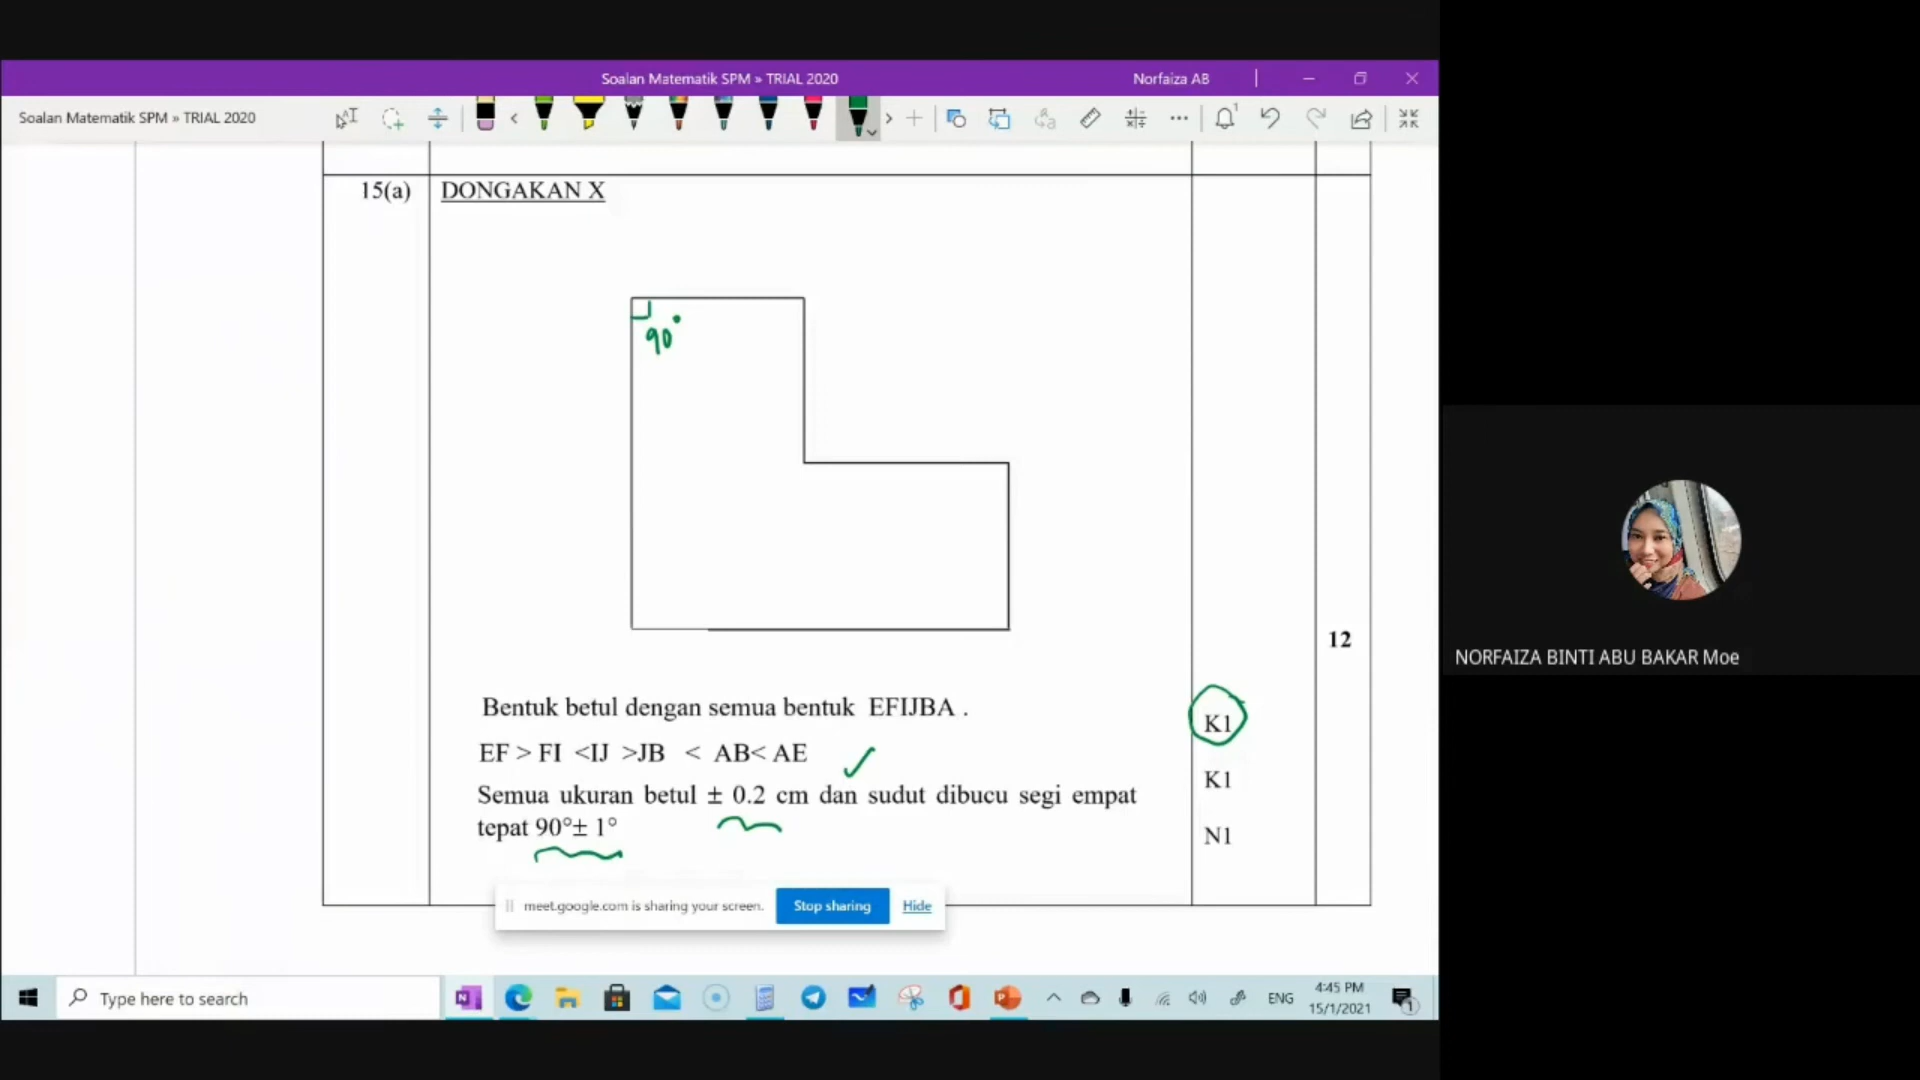 Soalan Matematik SPM » TRIAL 2020
Norfaiza AB
Soalan Matematik SPM » TRIAL 2020
15(a)
DONGAKAN X
90°
12
Bentuk betul dengan semua bentuk EFIJBA .
K1
EF > FI <IJ >JB < AB< AE
K1
Semua ukuran betul ± 0.2 cm dan sudut dibucu segi empat
tepat 90°± 1°
N1
meet.google.com is sharing your screen.
Stop sharing
Hide
NORFAIZA BINTI ABU BAKAR Moe
Type here to search
ENG
4:45 PM
15/1/2021
1